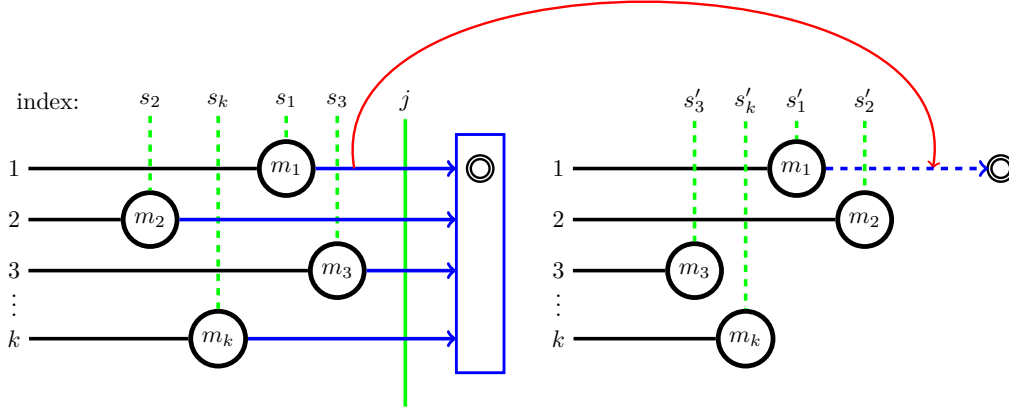 index: s₂ sₖ s₁ s₃ j s′₃ s′ₖ s′₁ s′₂
1 m₁ 1 m₁
2 m₂ 2 m₂
3 m₃ 3 m₃
⋮ ⋮
k mₖ k mₖ